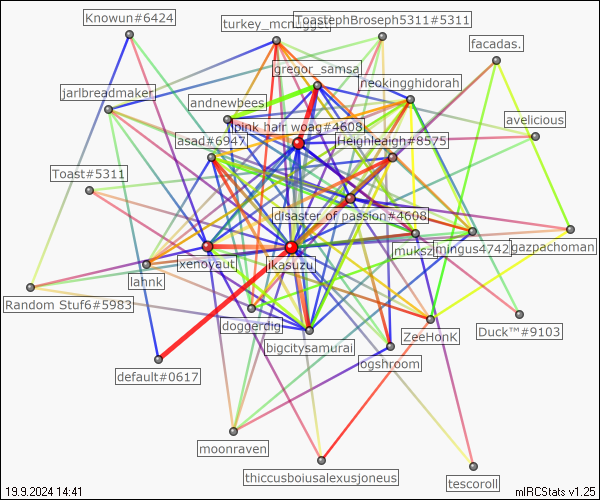 Knowun#6424
turkey_mcnugget
ToastephBroseph5311#5311
facadas.
gregor_samsa
neokingghidorah
jarlbreadmaker
andnewbees
avelicious
pink hair woag#4608
asad#6947
Heighleaigh#8575
Toast#5311
disaster of passion#4608
muksz
mingus4742
gazpachoman
xenoyaut
ikasuzu
lahnk
Random Stuf6#5983
doggerdig
ZeeHonK
Duck™#9103
bigcitysamurai
ogshroom
default#0617
moonraven
thiccusboiusalexusjoneus
tescoroll
19.9.2024 14:41
mIRCStats v1.25